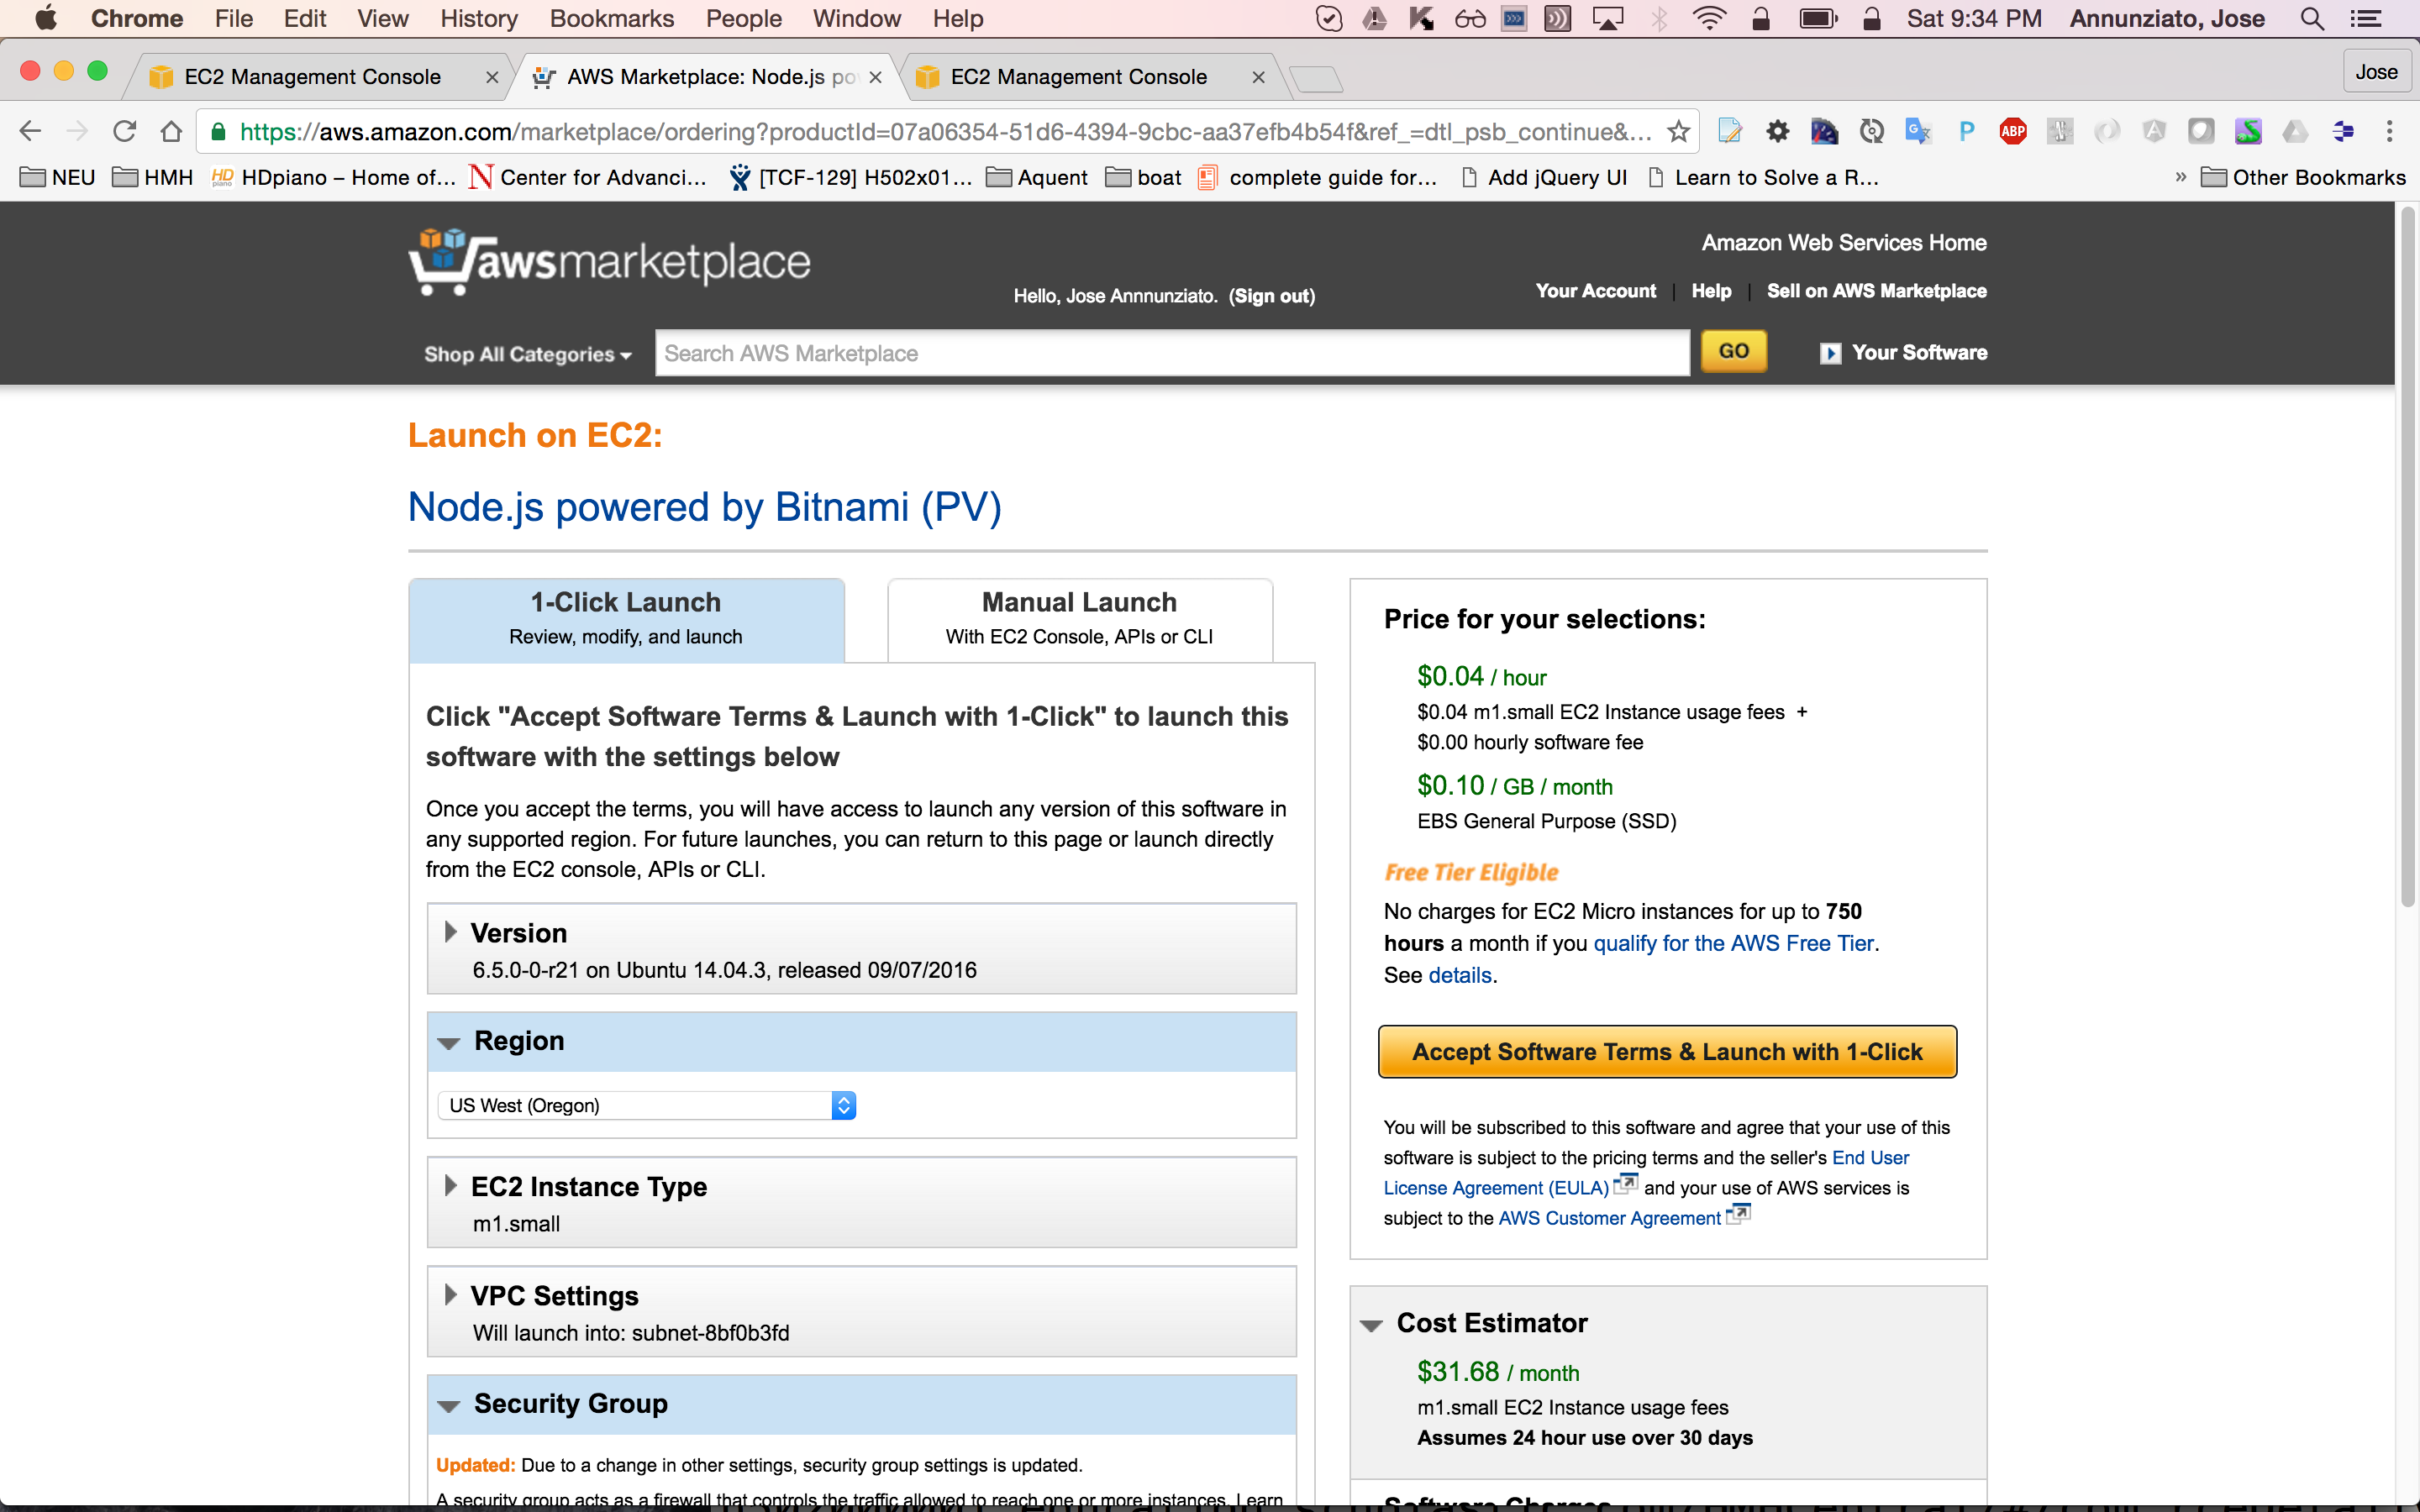 Chrome File Edit View History Bookmarks People Window Help Sat 9:34 PM Annunziato, Jose
EC2 Management Console AWS Marketplace: Node.js po EC2 Management Console Jose
https://aws.amazon.com/marketplace/ordering?productId=07a06354-51d6-4394-9cbc-aa37efb4b54f&ref_=dtl_psb_continue&... P ABP
NEU HMH HD piano HDpiano – Home of... N Center for Advanci... [TCF-129] H502x01... Aquent boat complete guide for... Add jQuery UI Learn to Solve a R... » Other Bookmarks
awsmarketplace
Amazon Web Services Home
Hello, Jose Annnunziato. (Sign out)
Your Account | Help | Sell on AWS Marketplace
Shop All Categories
Search AWS Marketplace
GO
Your Software
Launch on EC2:
Node.js powered by Bitnami (PV)
1-Click Launch
Review, modify, and launch
Manual Launch
With EC2 Console, APIs or CLI
Click "Accept Software Terms & Launch with 1-Click" to launch this
software with the settings below
Once you accept the terms, you will have access to launch any version of this software in
any supported region. For future launches, you can return to this page or launch directly
from the EC2 console, APIs or CLI.
Version
6.5.0-0-r21 on Ubuntu 14.04.3, released 09/07/2016
Region
US West (Oregon)
EC2 Instance Type
m1.small
VPC Settings
Will launch into: subnet-8bf0b3fd
Security Group
Updated: Due to a change in other settings, security group settings is updated.
A security group acts as a firewall that controls the traffic allowed to reach one or more instances. Learn
Price for your selections:
$0.04 / hour
$0.04 m1.small EC2 Instance usage fees +
$0.00 hourly software fee
$0.10 / GB / month
EBS General Purpose (SSD)
Free Tier Eligible
No charges for EC2 Micro instances for up to 750
hours a month if you qualify for the AWS Free Tier.
See details.
Accept Software Terms & Launch with 1-Click
You will be subscribed to this software and agree that your use of this
software is subject to the pricing terms and the seller's End User
License Agreement (EULA) and your use of AWS services is
subject to the AWS Customer Agreement
Cost Estimator
$31.68 / month
m1.small EC2 Instance usage fees
Assumes 24 hour use over 30 days
Software Charges